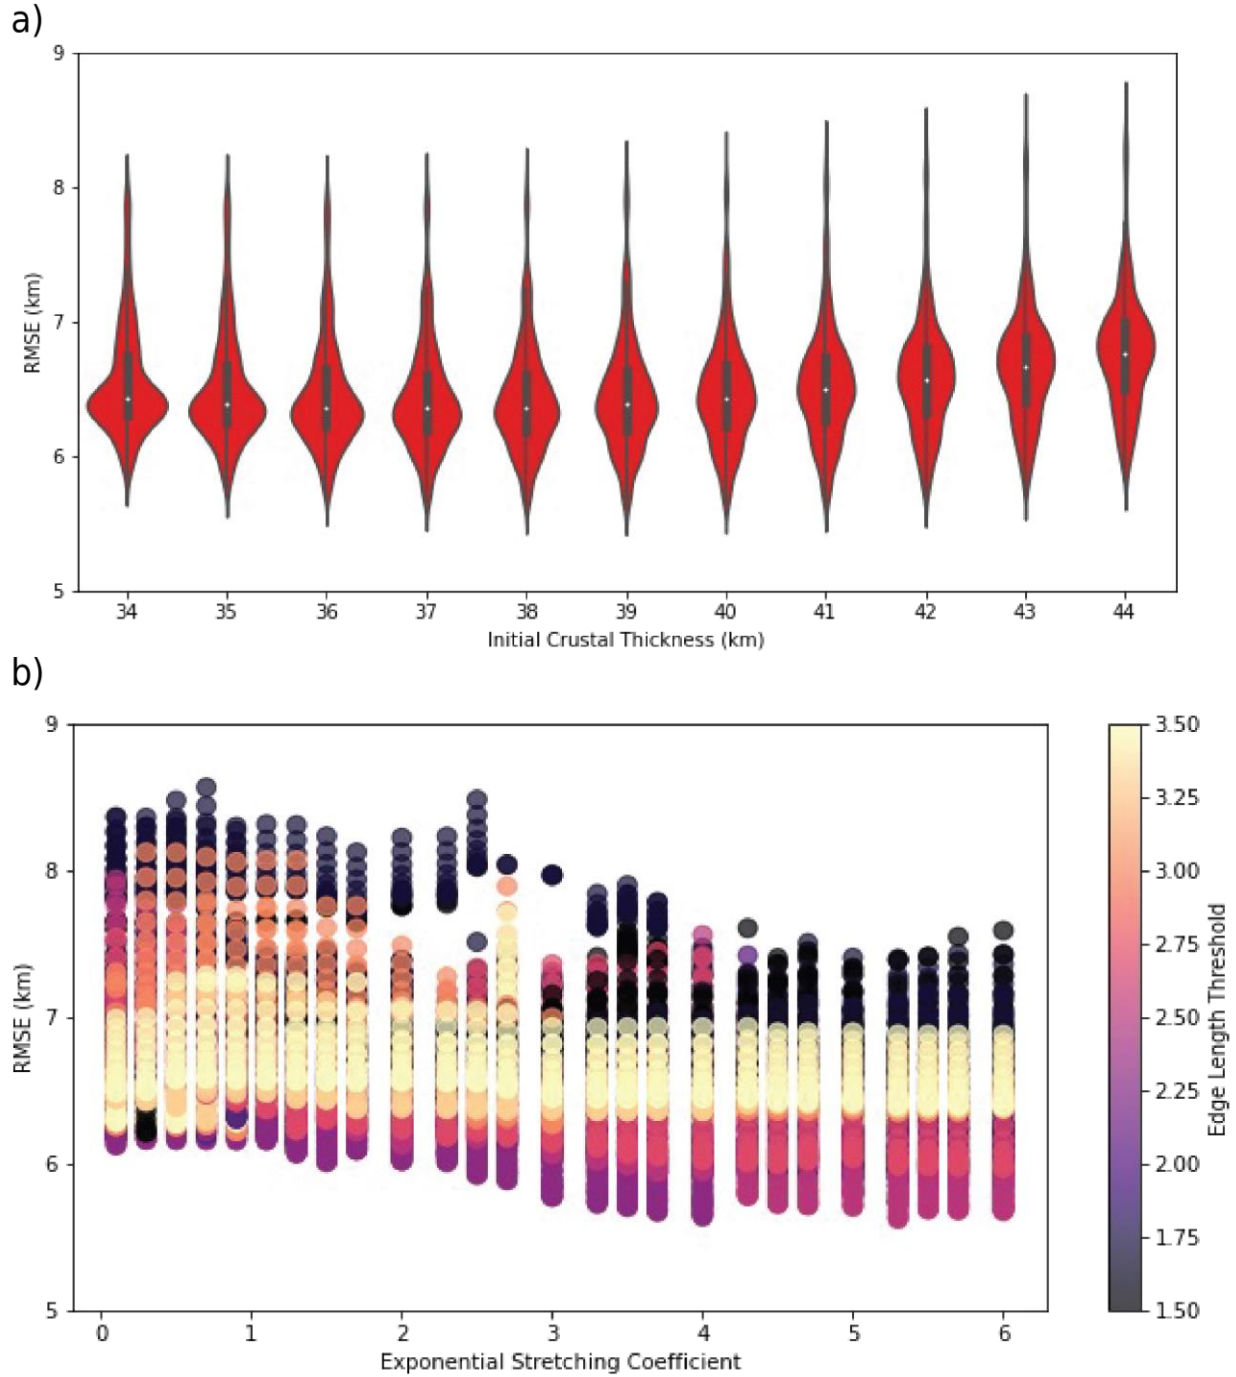 a)
9
8
7
6
5
RMSE (km)
34 35 36 37 38 39 40 41 42 43 44
Initial Crustal Thickness (km)
b)
9
8
7
6
5
RMSE (km)
0 1 2 3 4 5 6
Exponential Stretching Coefficient
3.50
3.25
3.00
2.75
2.50
2.25
2.00
1.75
1.50
Edge Length Threshold